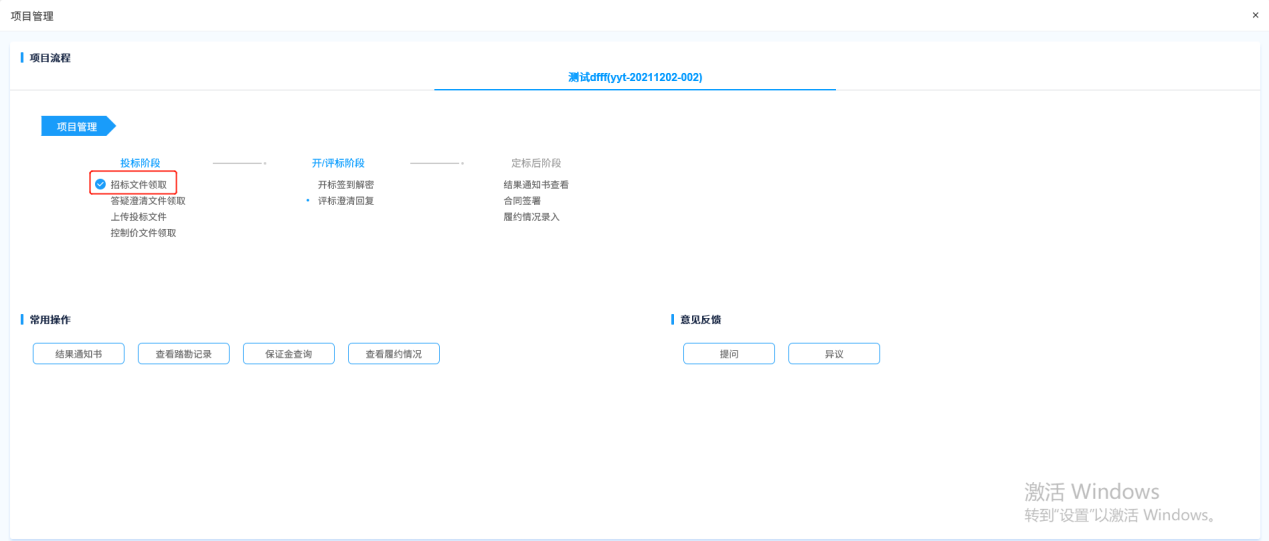 项目管理
×
项目流程
测试dfff(yyt-20211202-002)
项目管理
投标阶段
招标文件领取
答疑澄清文件领取
上传投标文件
控制价文件领取
开/评标阶段
开标签到解密
评标澄清回复
定标后阶段
结果通知书查看
合同签署
履约情况录入
常用操作
结果通知书
查看踏勘记录
保证金查询
查看履约情况
意见反馈
提问
异议
激活 Windows
转到"设置"以激活 Windows。